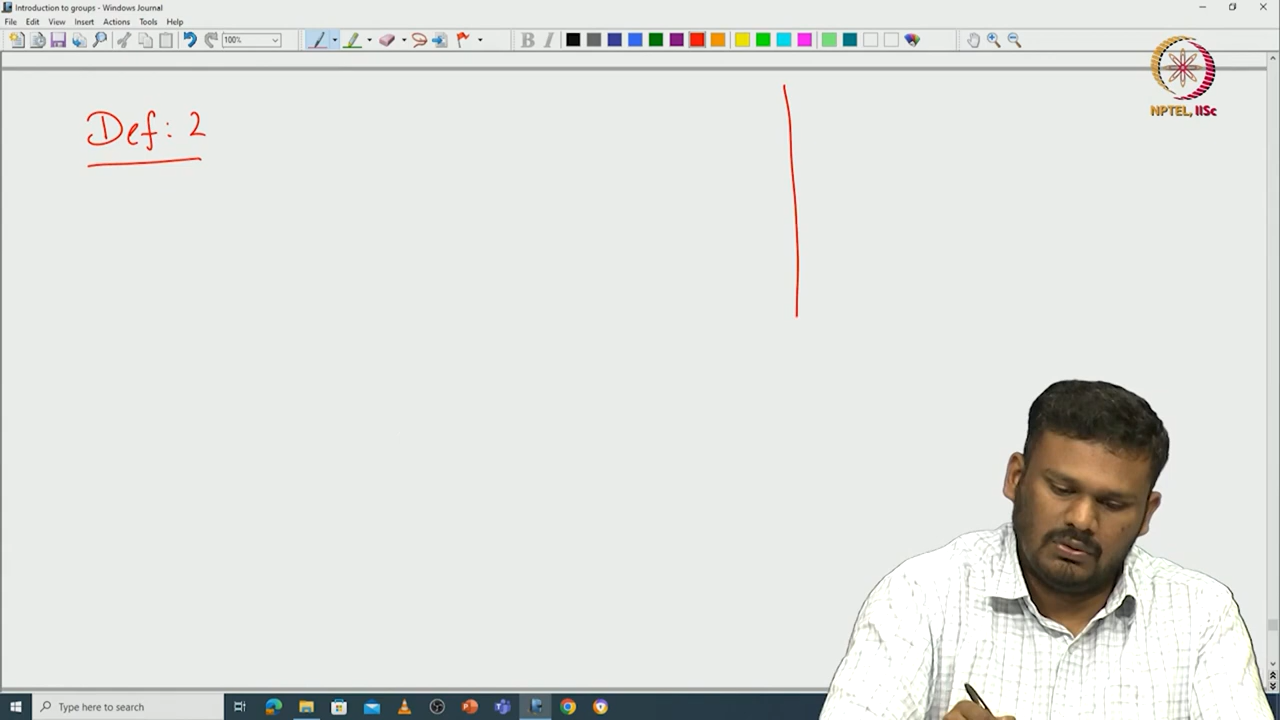 Introduction to groups - Windows Journal
File Edit View Insert Actions Tools Help
100%
B I
NPTEL, IISc
Def: 2
Type here to search